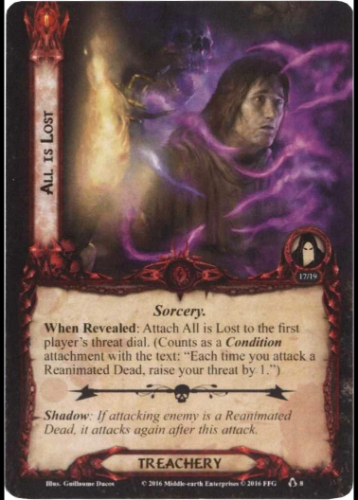 ALL IS LOST
17/19
Sorcery.
When Revealed: Attach All is Lost to the first
player's threat dial. (Counts as a Condition
attachment with the text: “Each time you attack a
Reanimated Dead, raise your threat by 1.”)
Shadow: If attacking enemy is a Reanimated
Dead, it attacks again after this attack.
Illus. Guillaume Ducos
© 2016 Middle-earth Enterprises © 2016 FFG
8
TREACHERY